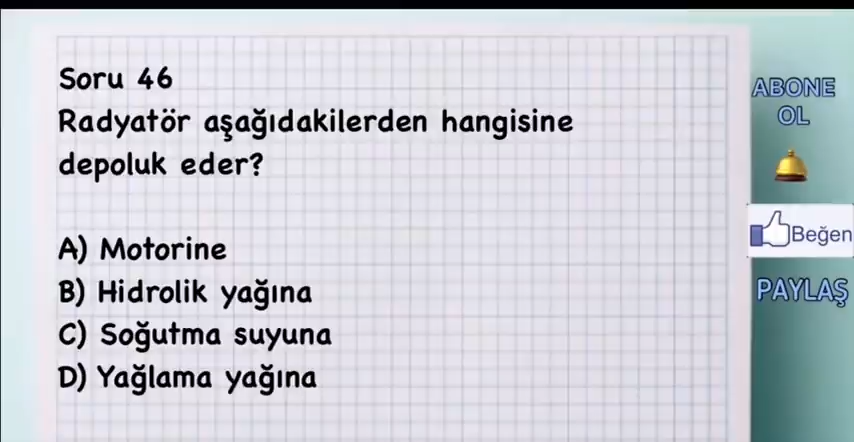 Soru 46
Radyatör aşağıdakilerden hangisine
depoluk eder?
A) Motorine
B) Hidrolik yağına
C) Soğutma suyuna
D) Yağlama yağına
ABONE
OL
Beğen
PAYLAŞ